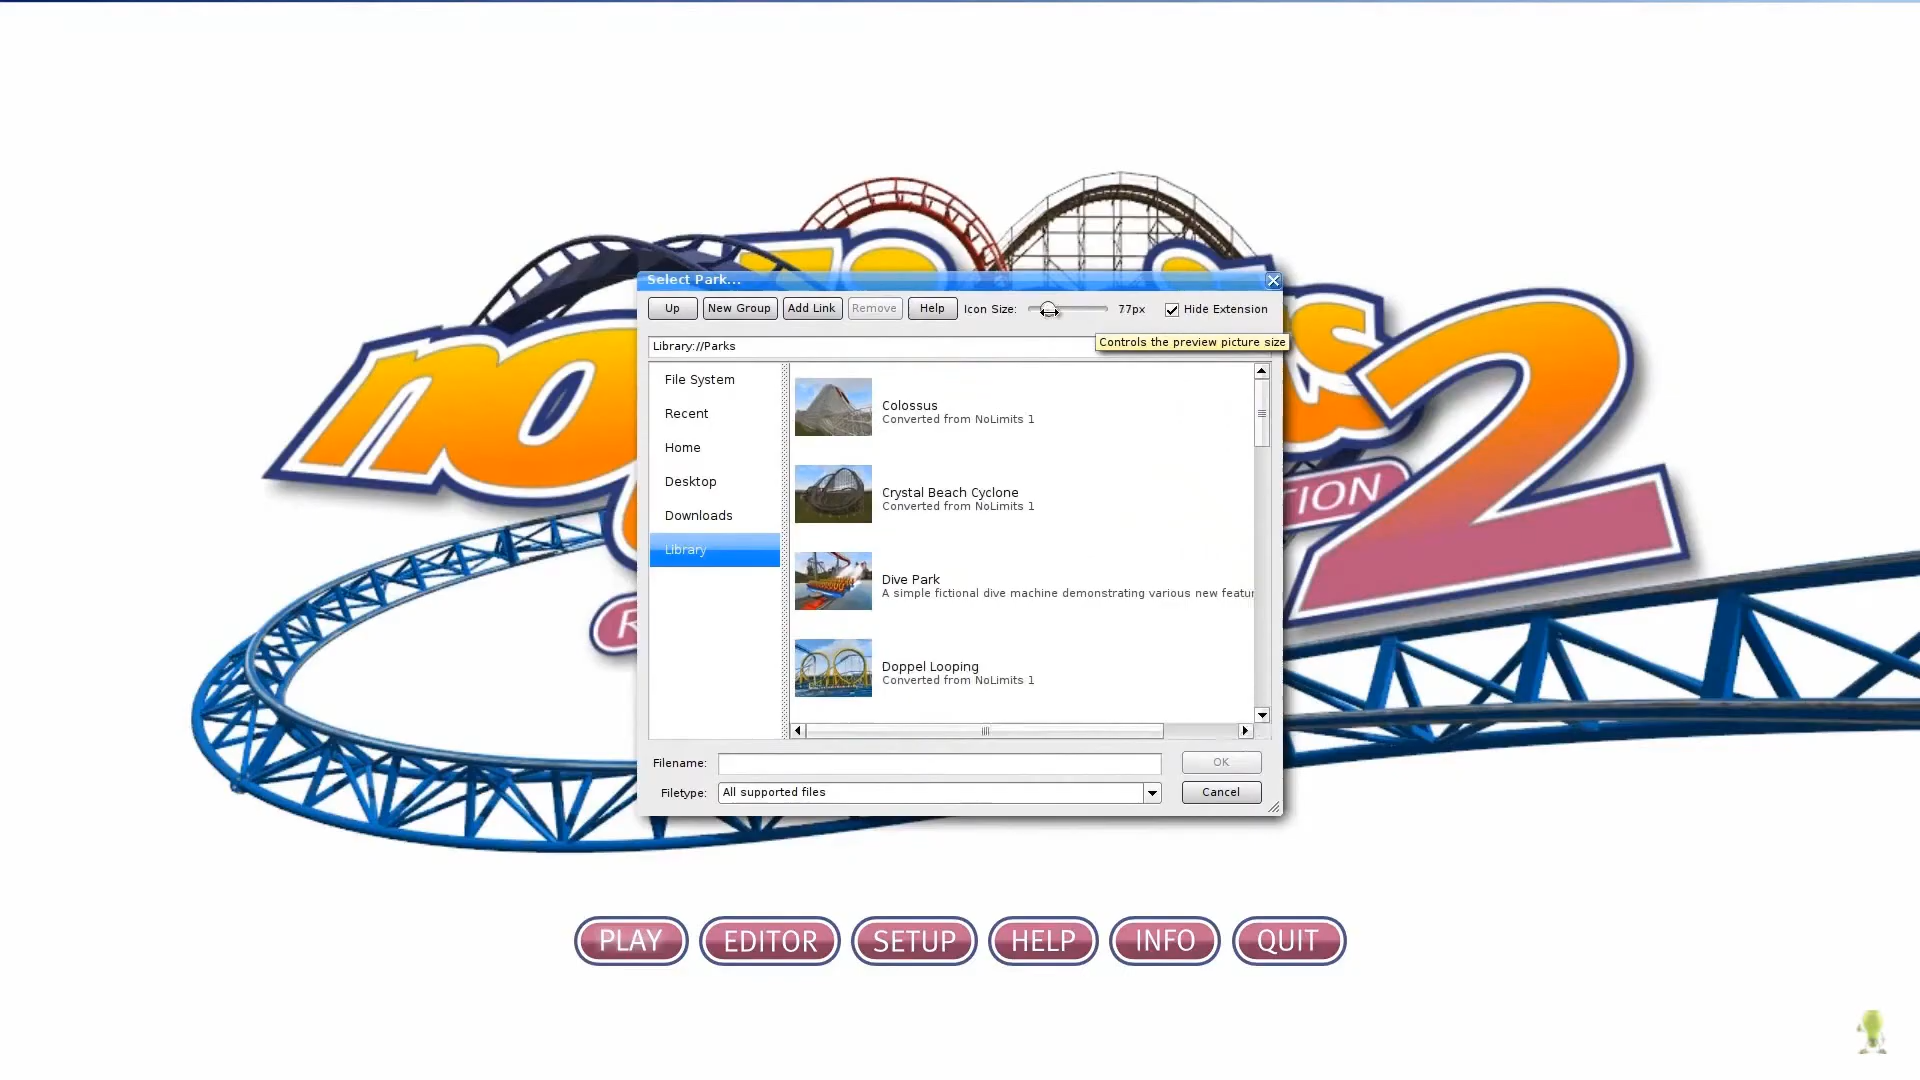 no
s
2
R
TION
Select Park...
Up
New Group
Add Link
Remove
Help
Icon Size:
77px
Hide Extension
Library://Parks
Controls the preview picture size
File System
Recent
Home
Desktop
Downloads
Library
Colossus
Converted from NoLimits 1
Crystal Beach Cyclone
Converted from NoLimits 1
Dive Park
A simple fictional dive machine demonstrating various new featur
Doppel Looping
Converted from NoLimits 1
Filename:
OK
Filetype:
All supported files
Cancel
PLAY
EDITOR
SETUP
HELP
INFO
QUIT